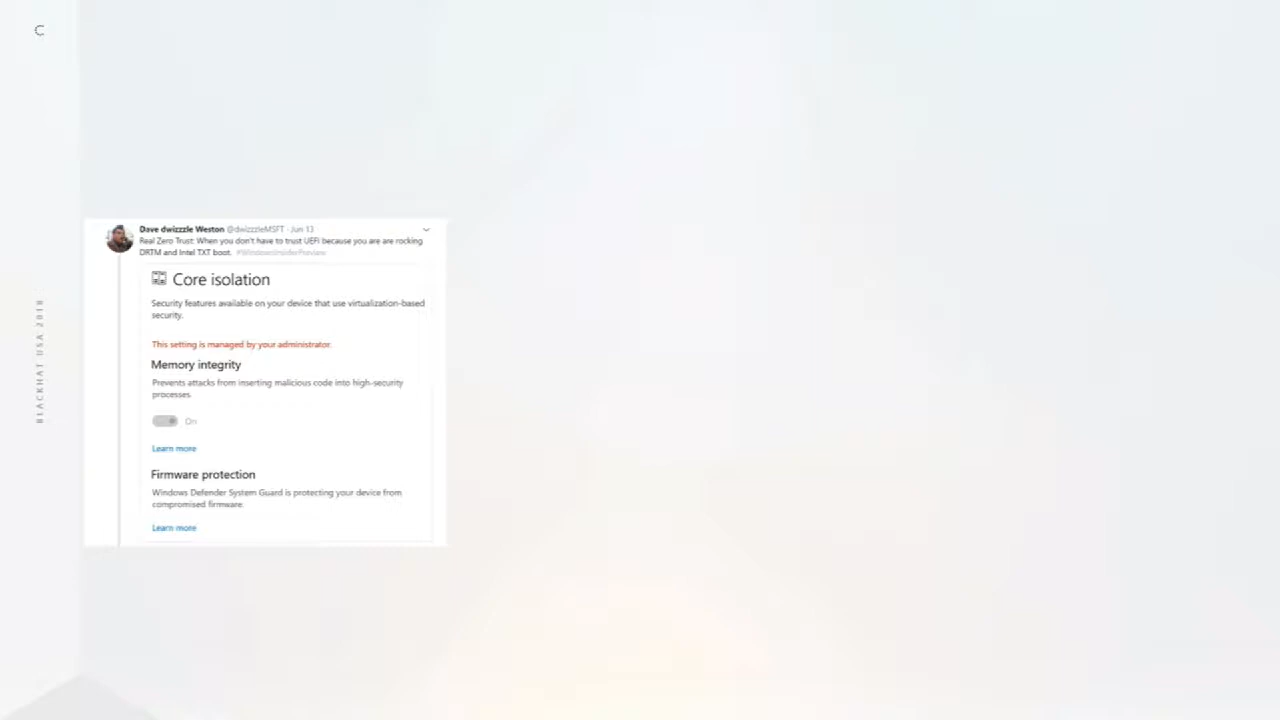 C
BLACKHAT USA 2018
Dave dwizzzle Weston @dwizzzleMSFT · Jun 13
Real Zero Trust: When you don't have to trust UEFI because you are are rocking
DRTM and Intel TXT boot. #WindowsInsiderPreview
Core isolation
Security features available on your device that use virtualization-based
security.
This setting is managed by your administrator.
Memory integrity
Prevents attacks from inserting malicious code into high-security
processes.
On
Learn more
Firmware protection
Windows Defender System Guard is protecting your device from
compromised firmware.
Learn more